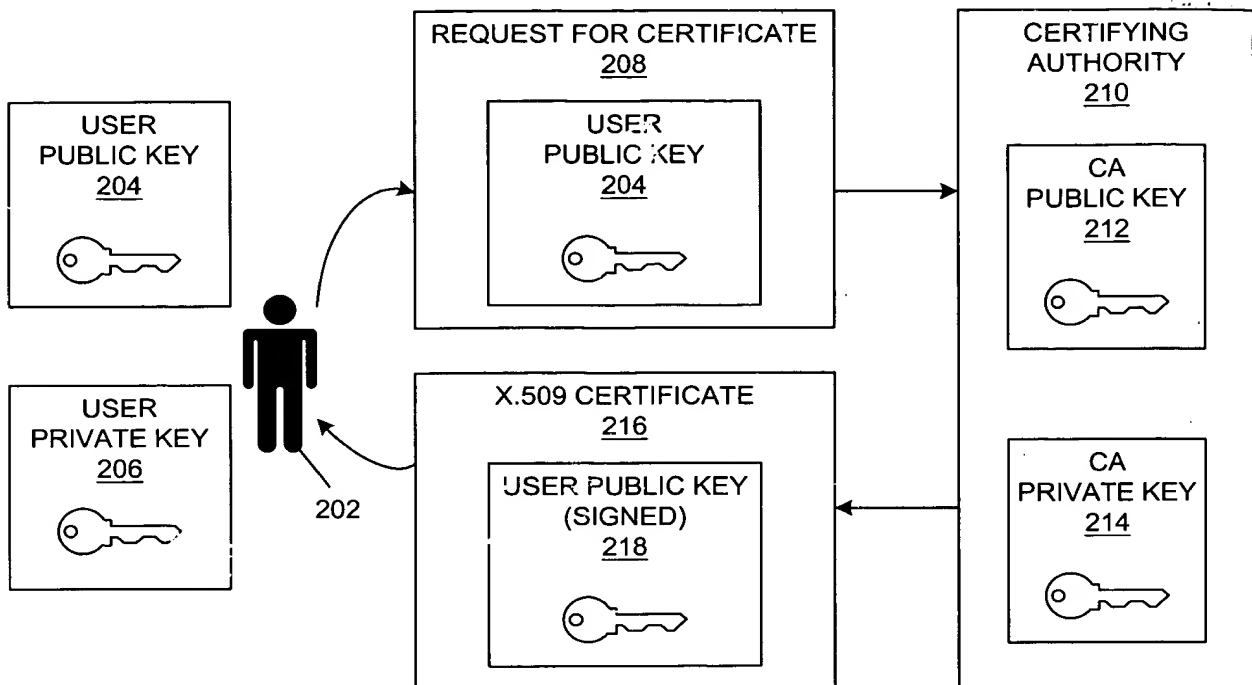 REQUEST FOR CERTIFICATE
208
USER
PUBLIC KEY
204
CERTIFYING
AUTHORITY
210
USER
PUBLIC KEY
204
CA
PUBLIC KEY
212
USER
PRIVATE KEY
206
202
X.509 CERTIFICATE
216
USER PUBLIC KEY
(SIGNED)
218
CA
PRIVATE KEY
214